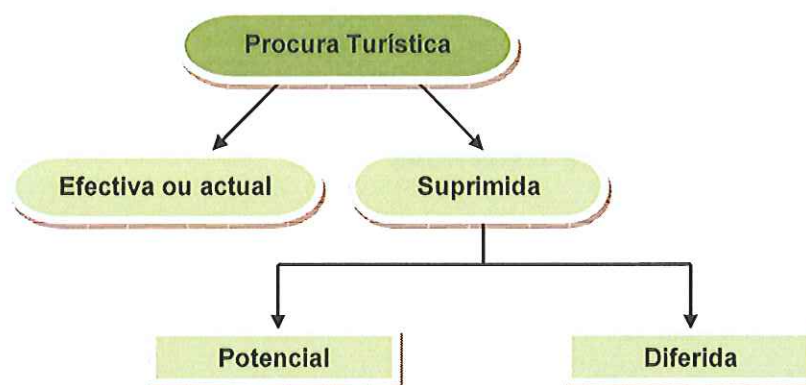 Procura Turística
Efectiva ou actual
Suprimida
Potencial
Diferida